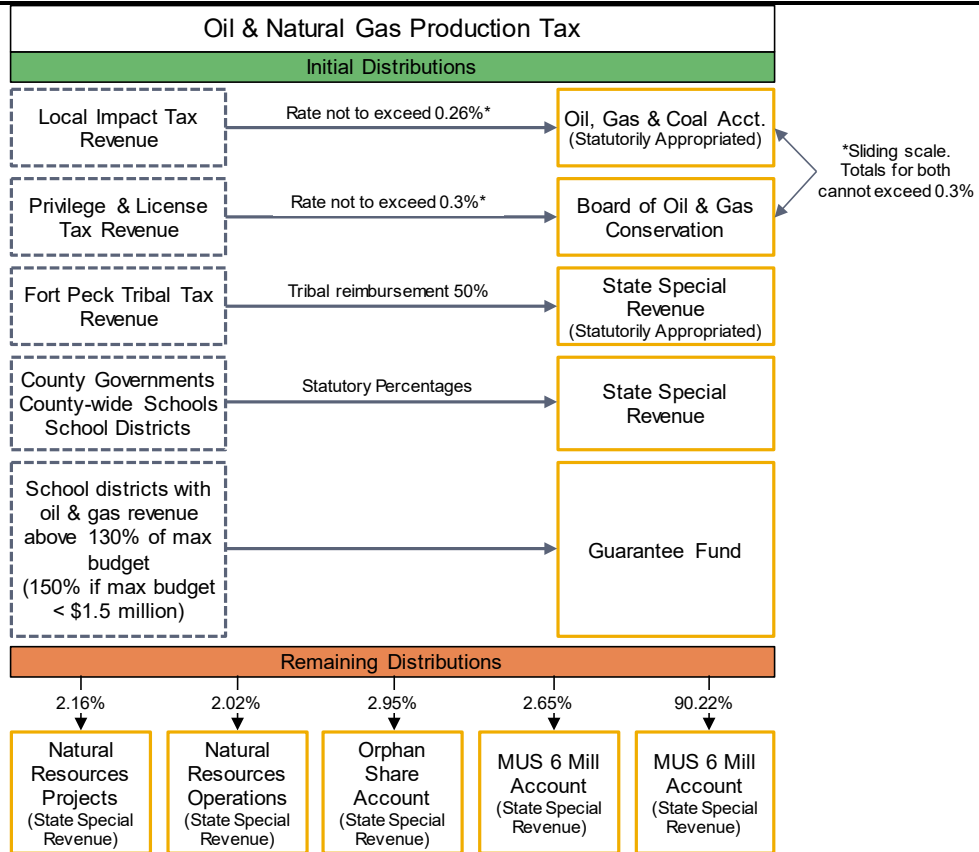 Oil & Natural Gas Production Tax
Initial Distributions
Local Impact Tax
Revenue
Rate not to exceed 0.26%*
Oil, Gas & Coal Acct.
(Statutorily Appropriated)
*Sliding scale.
Totals for both
cannot exceed 0.3%
Privilege & License
Tax Revenue
Rate not to exceed 0.3%*
Board of Oil & Gas
Conservation
Fort Peck Tribal Tax
Revenue
Tribal reimbursement 50%
State Special
Revenue
(Statutorily Appropriated)
County Governments
County-wide Schools
School Districts
Statutory Percentages
State Special
Revenue
School districts with
oil & gas revenue
above 130% of max
budget
(150% if max budget
< $1.5 million)
Guarantee Fund
Remaining Distributions
2.16%
2.02%
2.95%
2.65%
90.22%
Natural
Resources
Projects
(State Special
Revenue)
Natural
Resources
Operations
(State Special
Revenue)
Orphan
Share
Account
(State Special
Revenue)
MUS 6 Mill
Account
(State Special
Revenue)
MUS 6 Mill
Account
(State Special
Revenue)